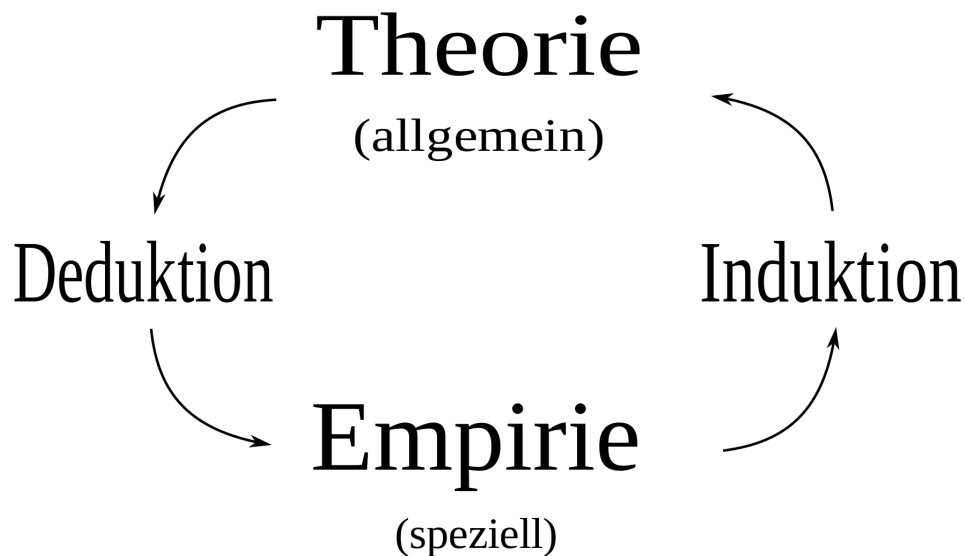 Theorie
(allgemein)
Deduktion
Induktion
Empirie
(speziell)